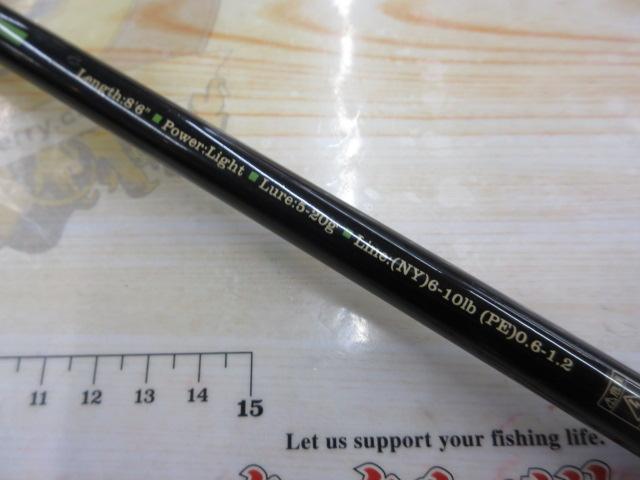 Length:8'6" ■ Power:Light ■ Lure:5-20g ■ Line:(NY)6-10lb (PE)0.6-1.2
11 12 13 14 15
Let us support your fishing life.